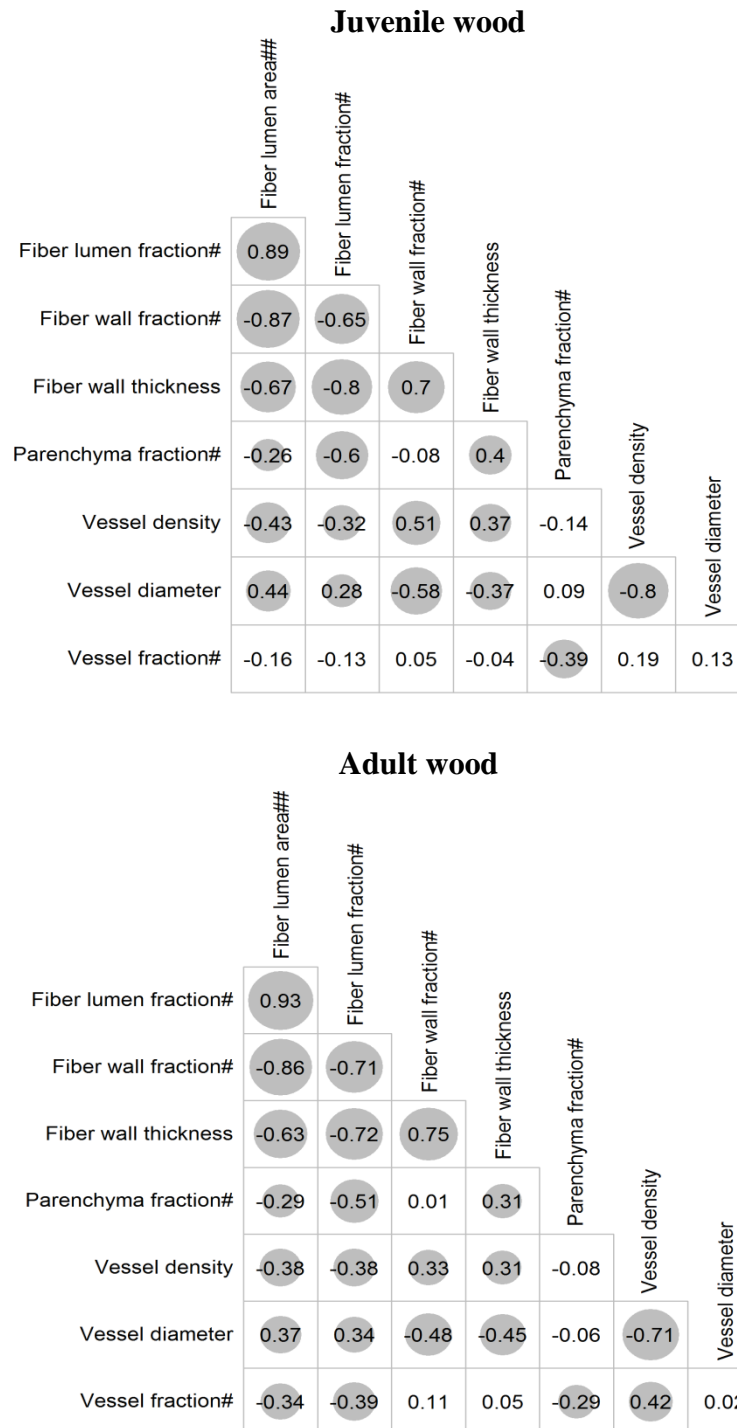 Juvenile wood
Fiber lumen area##
Fiber lumen fraction#
Fiber wall fraction#
Fiber wall thickness
Parenchyma fraction#
Vessel density
Vessel diameter
Fiber lumen fraction# 0.89
Fiber wall fraction# -0.87 -0.65
Fiber wall thickness -0.67 -0.8 0.7
Parenchyma fraction# -0.26 -0.6 -0.08 0.4
Vessel density -0.43 -0.32 0.51 0.37 -0.14
Vessel diameter 0.44 0.28 -0.58 -0.37 0.09 -0.8
Vessel fraction# -0.16 -0.13 0.05 -0.04 -0.39 0.19 0.13
Adult wood
Fiber lumen area##
Fiber lumen fraction#
Fiber wall fraction#
Fiber wall thickness
Parenchyma fraction#
Vessel density
Vessel diameter
Fiber lumen fraction# 0.93
Fiber wall fraction# -0.86 -0.71
Fiber wall thickness -0.63 -0.72 0.75
Parenchyma fraction# -0.29 -0.51 0.01 0.31
Vessel density -0.38 -0.38 0.33 0.31 -0.08
Vessel diameter 0.37 0.34 -0.48 -0.45 -0.06 -0.71
Vessel fraction# -0.34 -0.39 0.11 0.05 -0.29 0.42 0.02